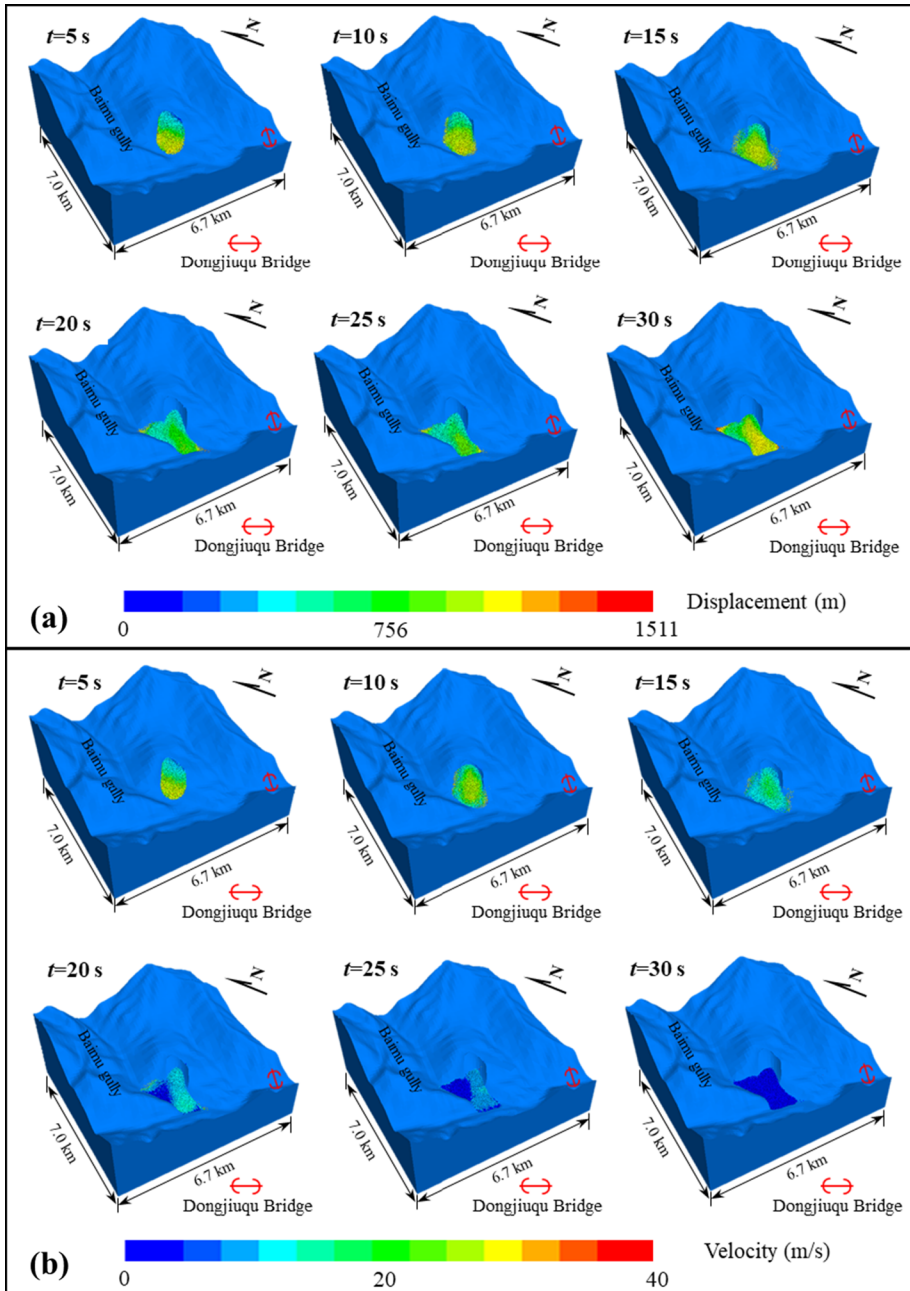 t=5 s
N
t=10 s
N
t=15 s
N
Baimu gully
Baimu gully
Baimu gully
7.0 km
6.7 km
7.0 km
6.7 km
7.0 km
6.7 km
Dongjiuqu Bridge
Dongjiuqu Bridge
Dongjiuqu Bridge
t=20 s
N
t=25 s
N
t=30 s
N
Baimu gully
Baimu gully
Baimu gully
7.0 km
6.7 km
7.0 km
6.7 km
7.0 km
6.7 km
Dongjiuqu Bridge
Dongjiuqu Bridge
Dongjiuqu Bridge
(a)
Displacement (m)
0
756
1511
t=5 s
N
t=10 s
N
t=15 s
N
Baimu gully
Baimu gully
Baimu gully
7.0 km
6.7 km
7.0 km
6.7 km
7.0 km
6.7 km
Dongjiuqu Bridge
Dongjiuqu Bridge
Dongjiuqu Bridge
t=20 s
N
t=25 s
N
t=30 s
N
Baimu gully
Baimu gully
Baimu gully
7.0 km
6.7 km
7.0 km
6.7 km
7.0 km
6.7 km
Dongjiuqu Bridge
Dongjiuqu Bridge
Dongjiuqu Bridge
(b)
Velocity (m/s)
0
20
40